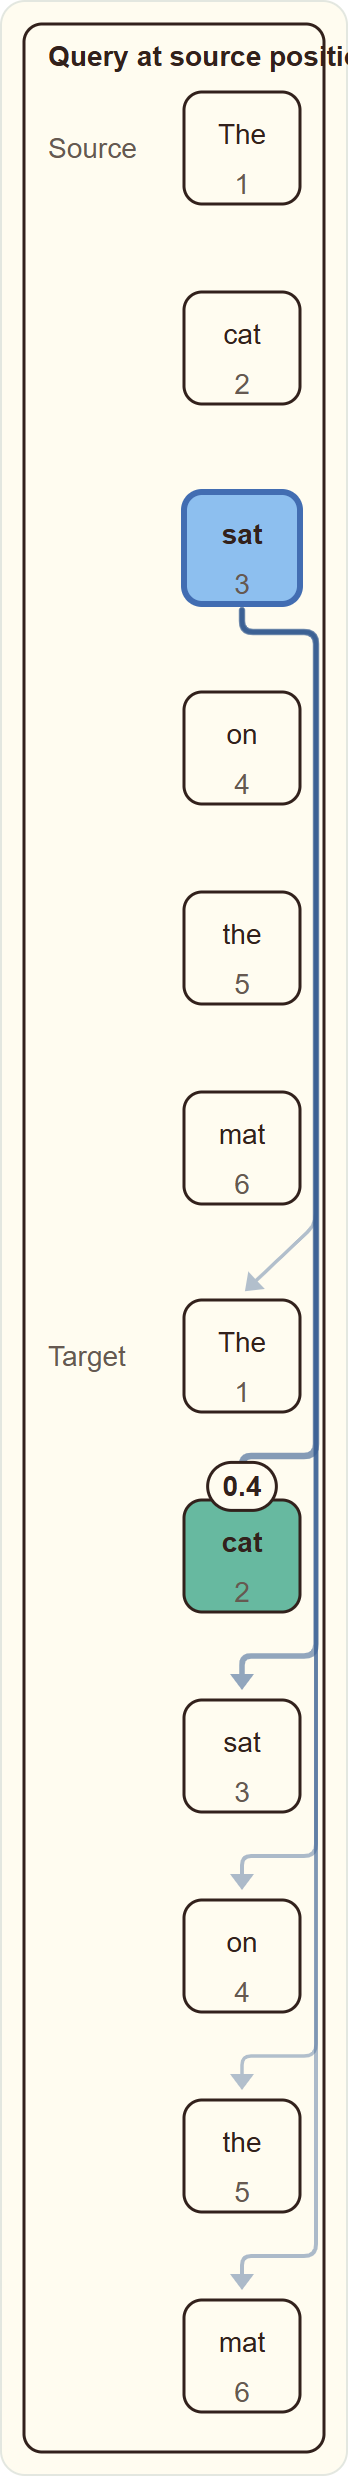 Query at source
Source
The
1
cat
2
sat
3
on
4
the
5
mat
6
Target
The
1
0.4
cat
2
sat
3
on
4
the
5
mat
6